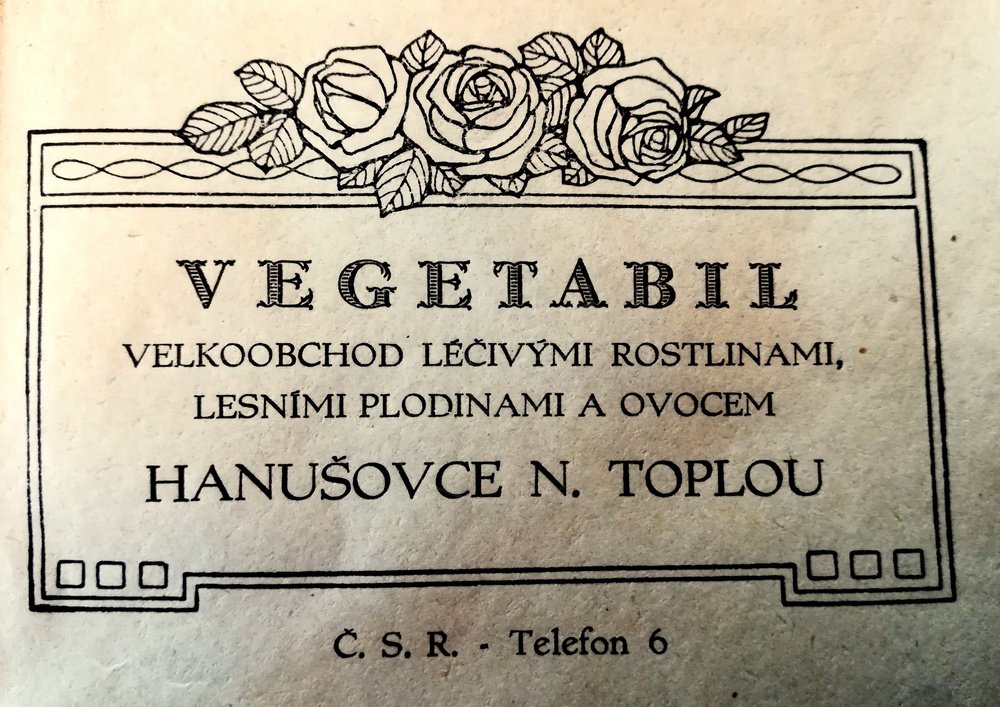 VEGETABIL
VELKOOBCHOD LÉČIVÝMI ROSTLINAMI,
LESNÍMI PLODINAMI A OVOCEM
HANUŠOVCE N. TOPLOU
Č. S. R. - Telefon 6